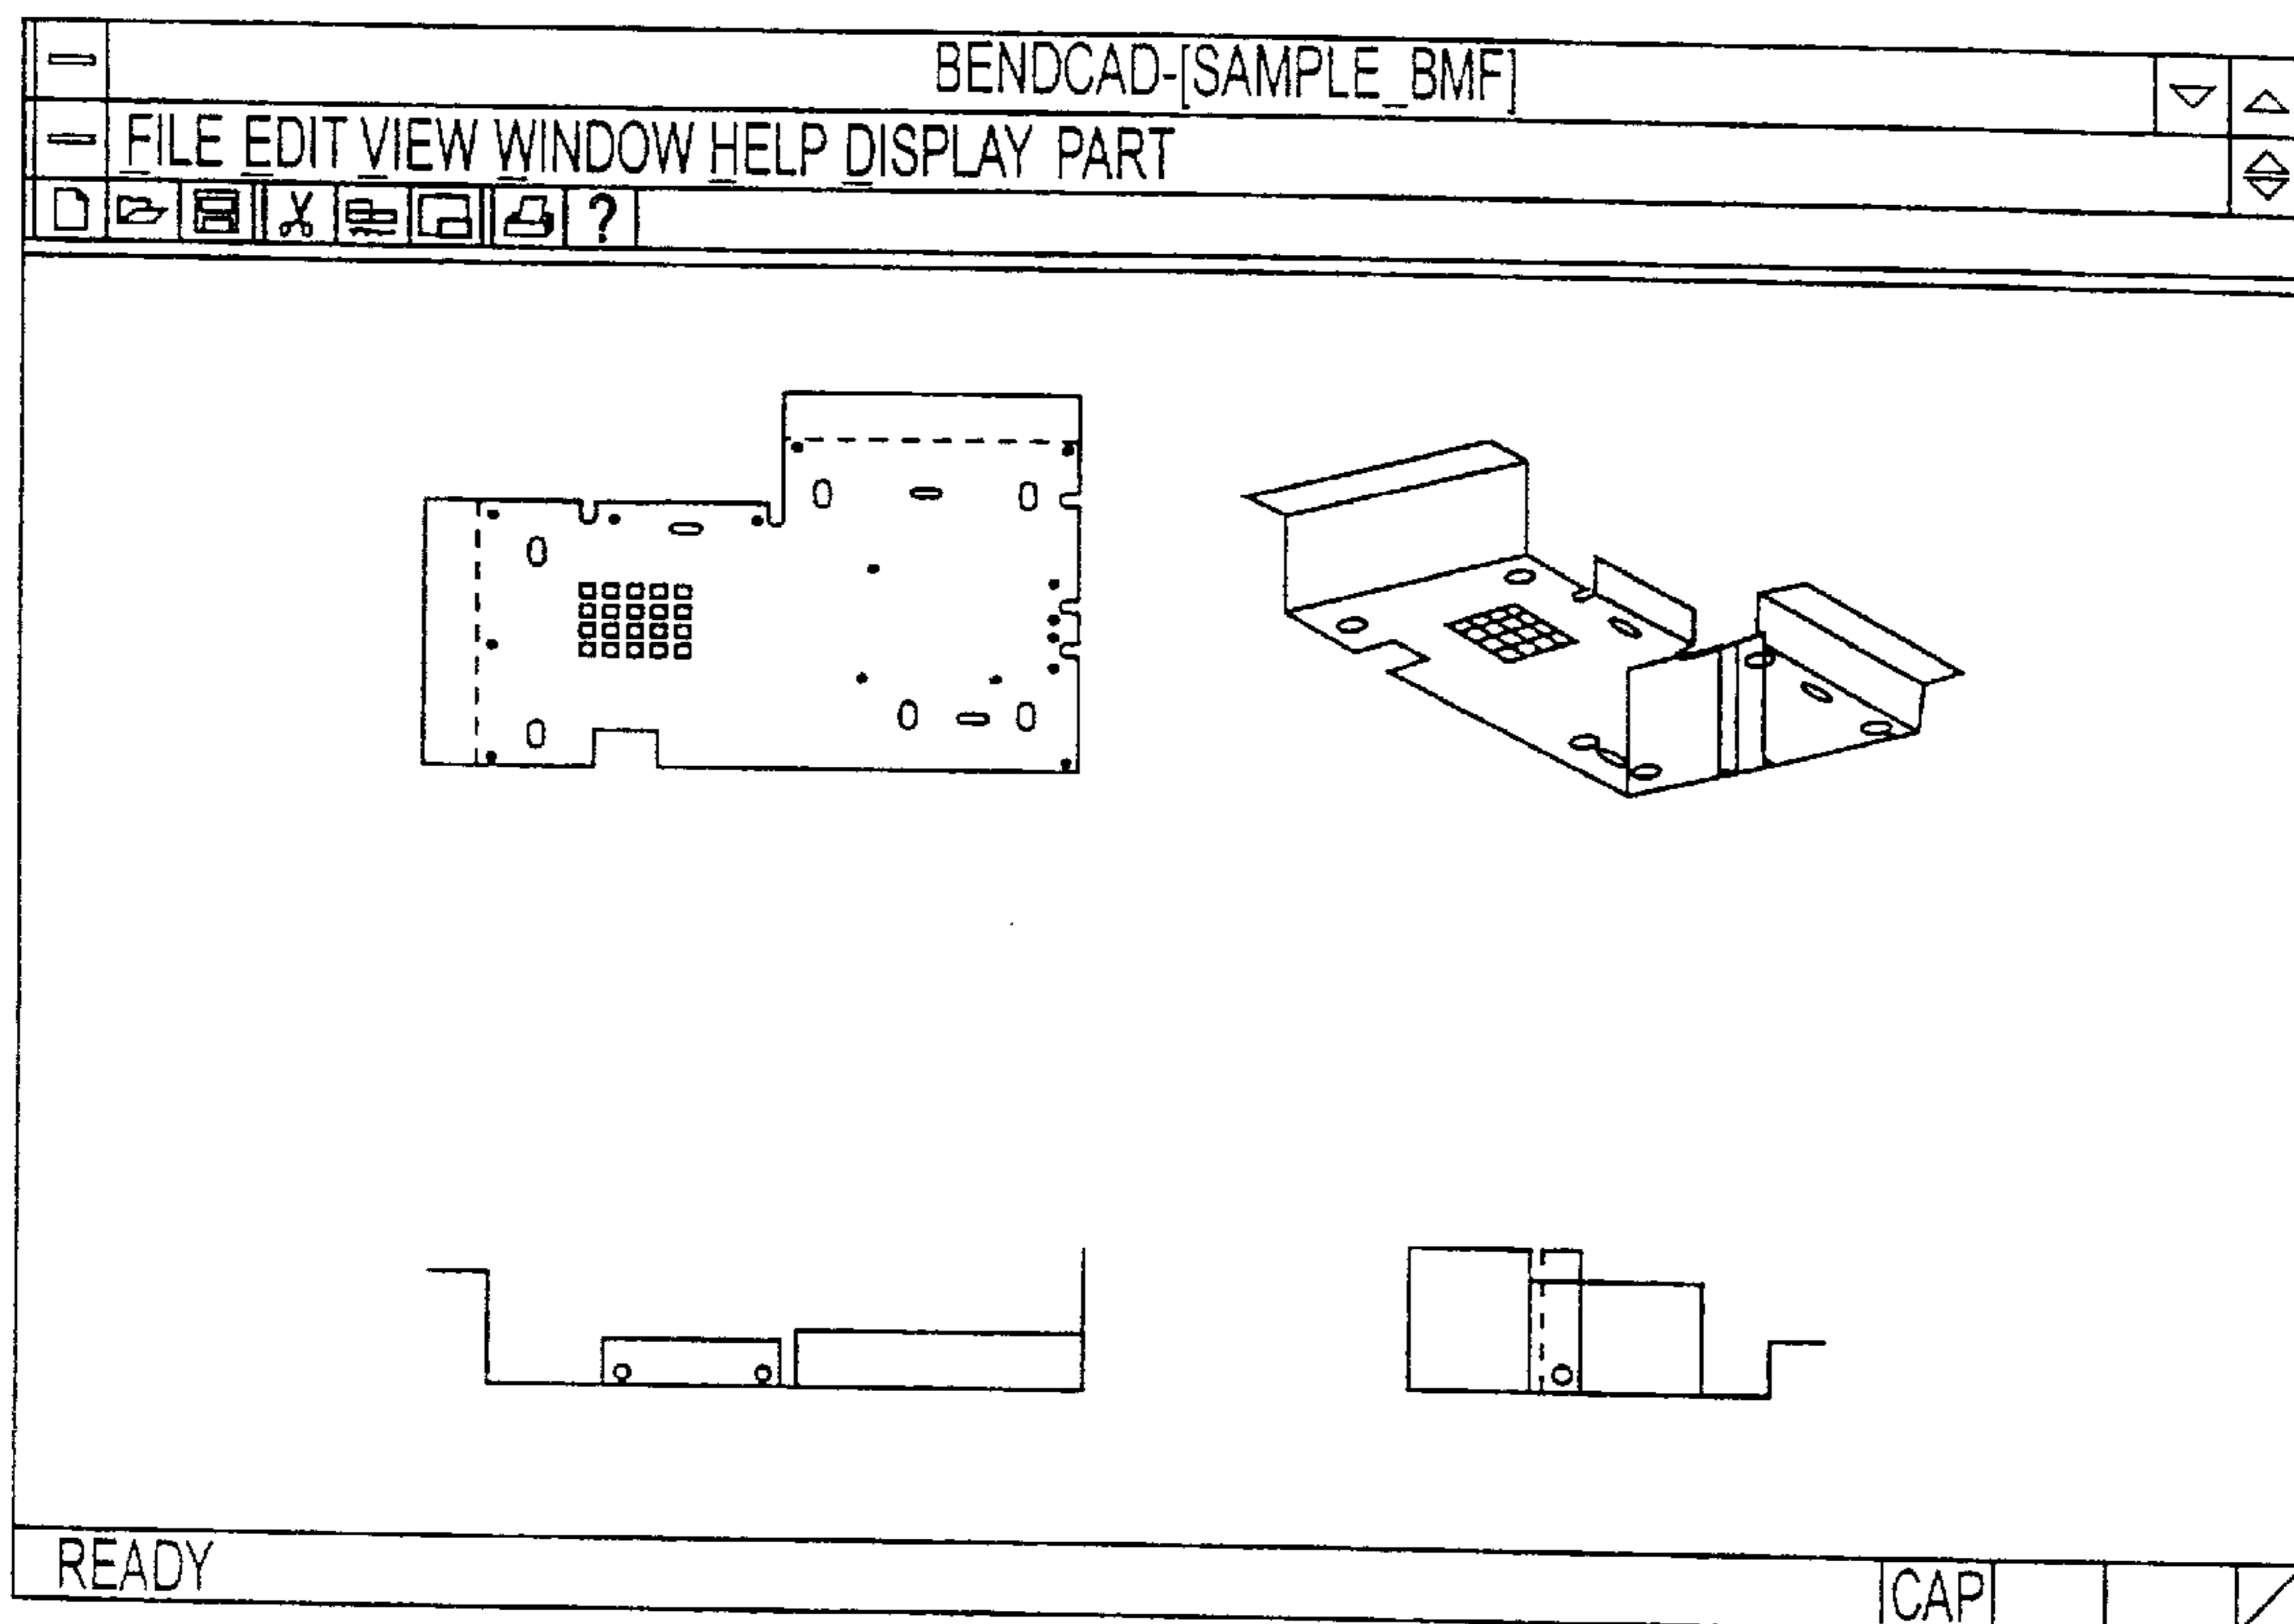 BENDCAD-[SAMPLE_BMF]
FILE EDIT VIEW WINDOW HELP DISPLAY PART
?
READY
CAP